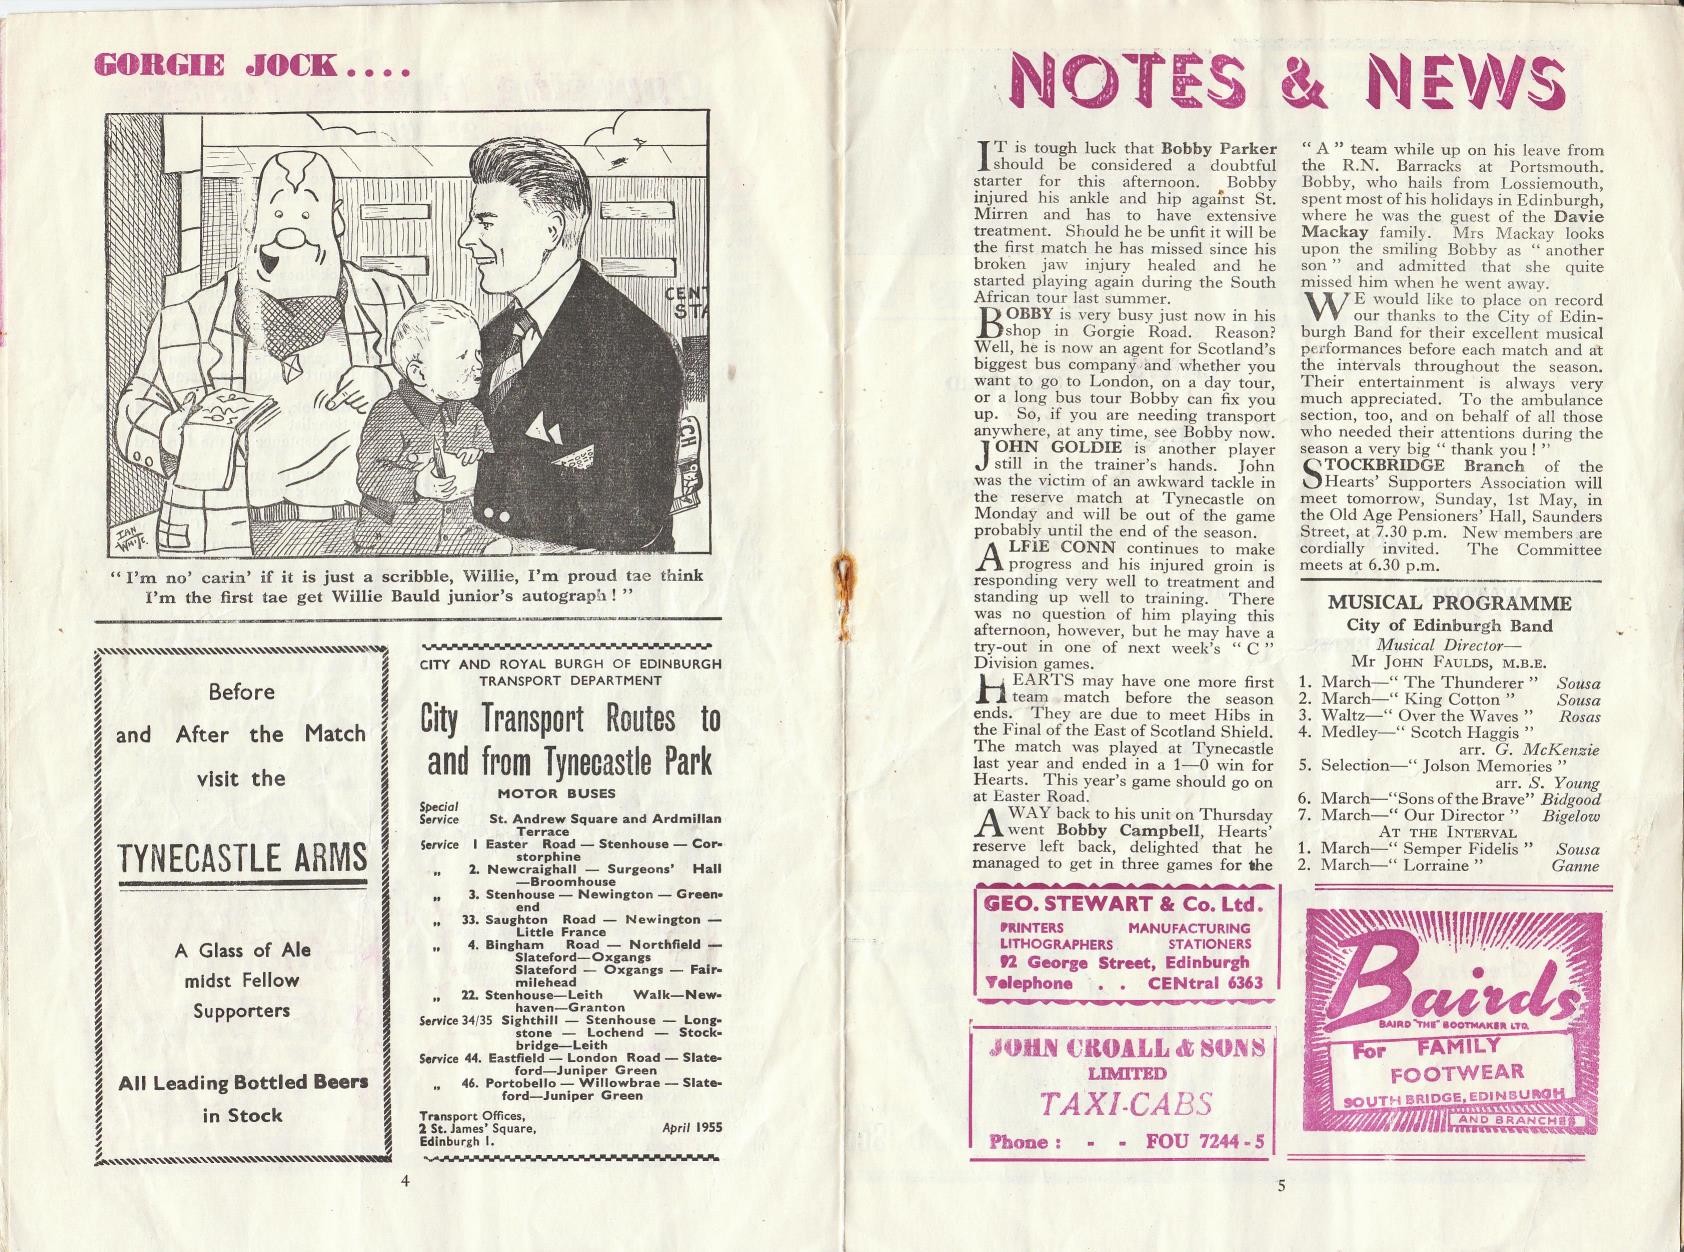 GORGIE JOCK....
CENT
STA
CH
IAN
WHITE.
" I'm no' carin' if it is just a scribble, Willie, I'm proud tae think
I'm the first tae get Willie Bauld junior's autograph ! "
Before
and After the Match
visit the
TYNECASTLE ARMS
A Glass of Ale
midst Fellow
Supporters
All Leading Bottled Beers
in Stock
CITY AND ROYAL BURGH OF EDINBURGH
TRANSPORT DEPARTMENT
City Transport Routes to
and from Tynecastle Park
MOTOR BUSES
Special
Service St. Andrew Square and Ardmillan
Terrace
Service 1 Easter Road — Stenhouse — Cor-
storphine
„ 2. Newcraighall — Surgeons' Hall
—Broomhouse
„ 3. Stenhouse — Newington — Green-
end
„ 33. Saughton Road — Newington —
Little France
„ 4. Bingham Road — Northfield —
Slateford—Oxgangs
Slateford — Oxgangs — Fair-
milehead
„ 22. Stenhouse—Leith Walk—New-
haven—Granton
Service 34/35 Sighthill — Stenhouse — Long-
stone — Lochend — Stock-
bridge—Leith
Service 44. Eastfield — London Road — Slate-
ford—Juniper Green
„ 46. Portobello — Willowbrae — Slate-
ford—Juniper Green
Transport Offices,
2 St. James' Square, April 1955
Edinburgh 1.
4
NOTES & NEWS
IT is tough luck that Bobby Parker
should be considered a doubtful
starter for this afternoon. Bobby
injured his ankle and hip against St.
Mirren and has to have extensive
treatment. Should he be unfit it will be
the first match he has missed since his
broken jaw injury healed and he
started playing again during the South
African tour last summer.
BOBBY is very busy just now in his
shop in Gorgie Road. Reason?
Well, he is now an agent for Scotland's
biggest bus company and whether you
want to go to London, on a day tour,
or a long bus tour Bobby can fix you
up. So, if you are needing transport
anywhere, at any time, see Bobby now.
JOHN GOLDIE is another player
still in the trainer's hands. John
was the victim of an awkward tackle in
the reserve match at Tynecastle on
Monday and will be out of the game
probably until the end of the season.
ALFIE CONN continues to make
progress and his injured groin is
responding very well to treatment and
standing up well to training. There
was no question of him playing this
afternoon, however, but he may have a
try-out in one of next week's " C "
Division games.
HEARTS may have one more first
team match before the season
ends. They are due to meet Hibs in
the Final of the East of Scotland Shield.
The match was played at Tynecastle
last year and ended in a 1—0 win for
Hearts. This year's game should go on
at Easter Road.
AWAY back to his unit on Thursday
went Bobby Campbell, Hearts'
reserve left back, delighted that he
managed to get in three games for the
" A " team while up on his leave from
the R.N. Barracks at Portsmouth.
Bobby, who hails from Lossiemouth,
spent most of his holidays in Edinburgh,
where he was the guest of the Davie
Mackay family. Mrs Mackay looks
upon the smiling Bobby as " another
son " and admitted that she quite
missed him when he went away.
WE would like to place on record
our thanks to the City of Edin-
burgh Band for their excellent musical
performances before each match and at
the intervals throughout the season.
Their entertainment is always very
much appreciated. To the ambulance
section, too, and on behalf of all those
who needed their attentions during the
season a very big " thank you ! "
STOCKBRIDGE Branch of the
Hearts' Supporters Association will
meet tomorrow, Sunday, 1st May, in
the Old Age Pensioners' Hall, Saunders
Street, at 7.30 p.m. New members are
cordially invited. The Committee
meets at 6.30 p.m.
MUSICAL PROGRAMME
City of Edinburgh Band
Musical Director—
Mr JOHN FAULDS, M.B.E.
1. March—" The Thunderer " Sousa
2. March—" King Cotton " Sousa
3. Waltz—" Over the Waves " Rosas
4. Medley—" Scotch Haggis "
arr. G. McKenzie
5. Selection—" Jolson Memories "
arr. S. Young
6. March—"Sons of the Brave" Bidgood
7. March—" Our Director " Bigelow
AT THE INTERVAL
1. March—" Semper Fidelis " Sousa
2. March—" Lorraine " Ganne
GEO. STEWART & Co. Ltd.
PRINTERS MANUFACTURING
LITHOGRAPHERS STATIONERS
92 George Street, Edinburgh
Telephone . . CENtral 6363
JOHN CROALL & SONS
LIMITED
TAXI-CABS
Phone : - - FOU 7244-5
Bairds
BAIRD "THE" BOOTMAKER LTD.
For FAMILY
FOOTWEAR
SOUTH BRIDGE, EDINBURGH
AND BRANCHES
5